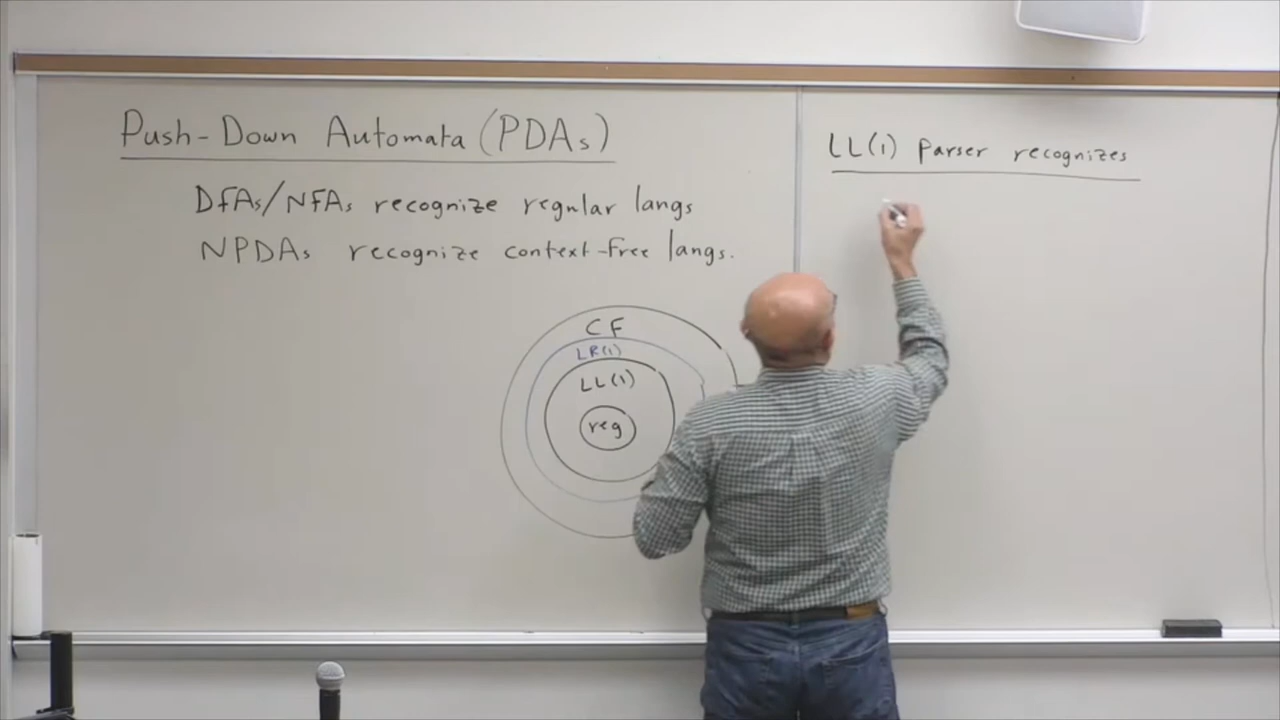 Push-Down Automata (PDAs)
DFAs/NFAs recognize regular langs
NPDAs recognize context-free langs.
CF
LR(1)
LL(1)
reg
LL(1) parser recognizes